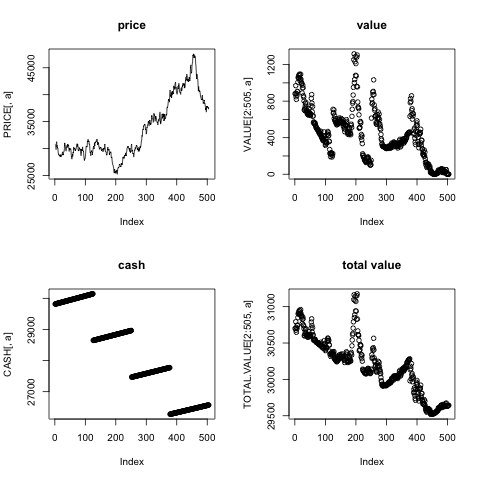 price
PRICE[, a]
25000 35000 45000
0 100 200 300 400 500
Index
value
VALUE[2:505, a]
0 400 800 1200
0 100 200 300 400 500
Index
cash
CASH[, a]
27000 29000
0 100 200 300 400 500
Index
total value
TOTAL.VALUE[2:505, a]
29500 30000 31000
0 100 200 300 400 500
Index